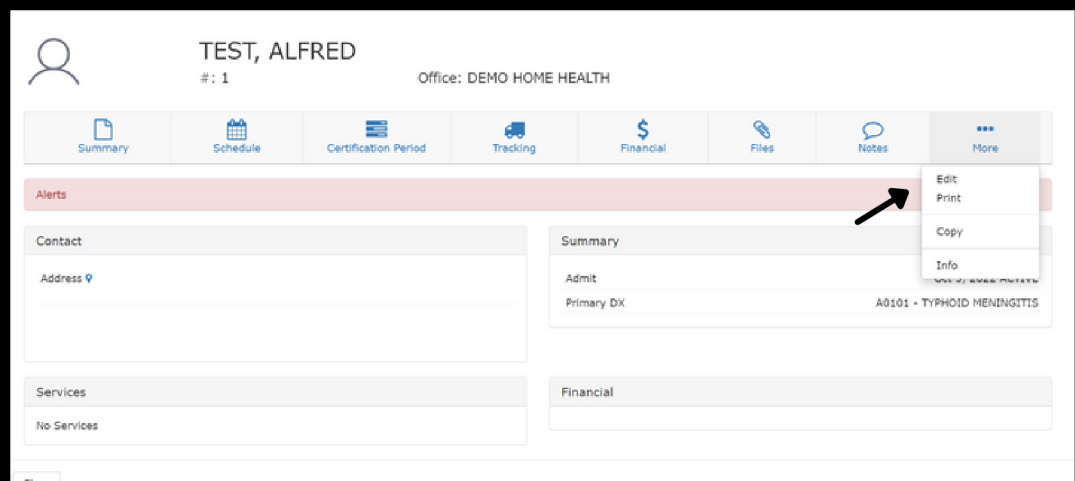 TEST, ALFRED
#: 1 Office: DEMO HOME HEALTH
Summary Schedule Certification Period Tracking Financial Files Notes More
Edit
Alerts
Print
Contact Summary Copy
Address Admit Info
Primary DX A0101 - TYPHOID MENINGITIS
Services Financial
No Services